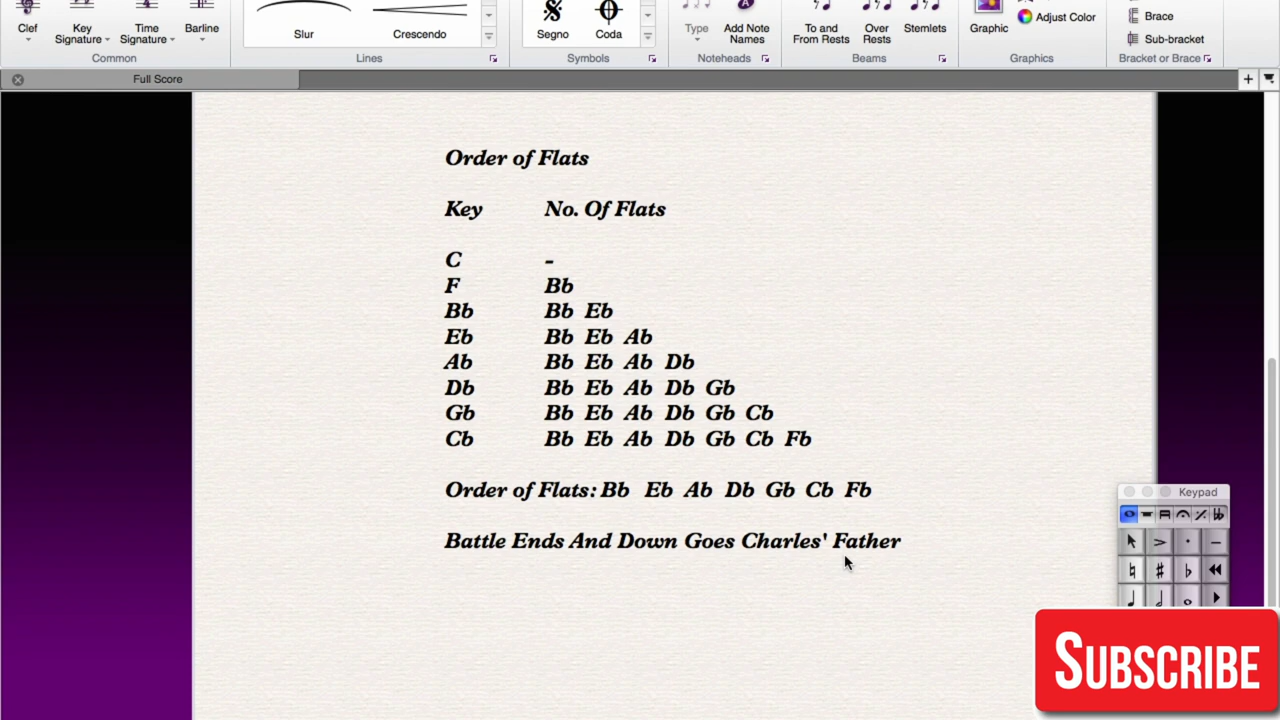 Clef
Key Signature
Time Signature
Barline
Slur
Crescendo
Segno
Coda
Type
Add Note Names
To and From Rests
Over Rests
Stemlets
Graphic
Adjust Color
Brace
Sub-bracket
Common
Lines
Symbols
Noteheads
Beams
Graphics
Bracket or Brace
Full Score
Order of Flats
Key No. Of Flats
C -
F Bb
Bb Bb Eb
Eb Bb Eb Ab
Ab Bb Eb Ab Db
Db Bb Eb Ab Db Gb
Gb Bb Eb Ab Db Gb Cb
Cb Bb Eb Ab Db Gb Cb Fb
Order of Flats: Bb Eb Ab Db Gb Cb Fb
Battle Ends And Down Goes Charles' Father
Keypad
SUBSCRIBE